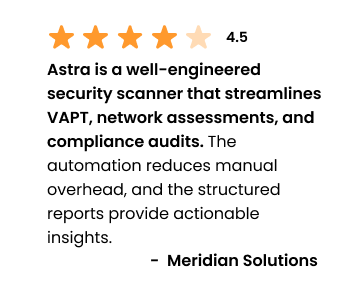 4.5
Astra is a well-engineered
security scanner that streamlines
VAPT, network assessments, and
compliance audits. The
automation reduces manual
overhead, and the structured
reports provide actionable
insights.
- Meridian Solutions